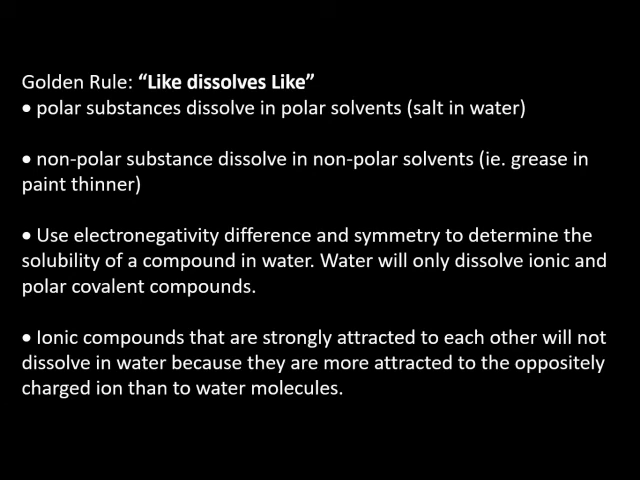 Golden Rule: “Like dissolves Like”
• polar substances dissolve in polar solvents (salt in water)
• non-polar substance dissolve in non-polar solvents (ie. grease in
paint thinner)
• Use electronegativity difference and symmetry to determine the
solubility of a compound in water. Water will only dissolve ionic and
polar covalent compounds.
• Ionic compounds that are strongly attracted to each other will not
dissolve in water because they are more attracted to the oppositely
charged ion than to water molecules.